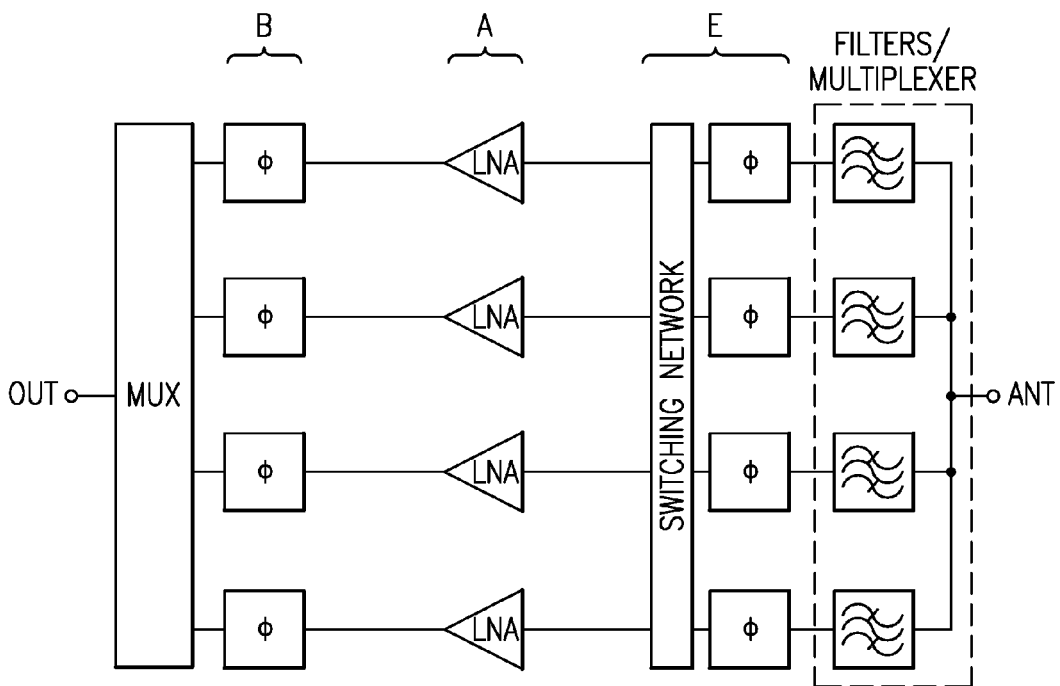 B
A
E
FILTERS/
MULTIPLEXER
ϕ
LNA
ϕ
ϕ
LNA
ϕ
OUT
MUX
SWITCHING NETWORK
ANT
ϕ
LNA
ϕ
ϕ
LNA
ϕ